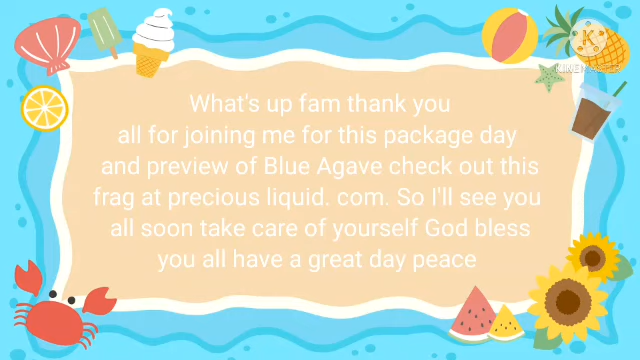 What's up fam thank you
all for joining me for this package day
and preview of Blue Agave check out this
frag at precious liquid. com. So I'll see you
all soon take care of yourself God bless
you all have a great day peace
K
KINEMASTER